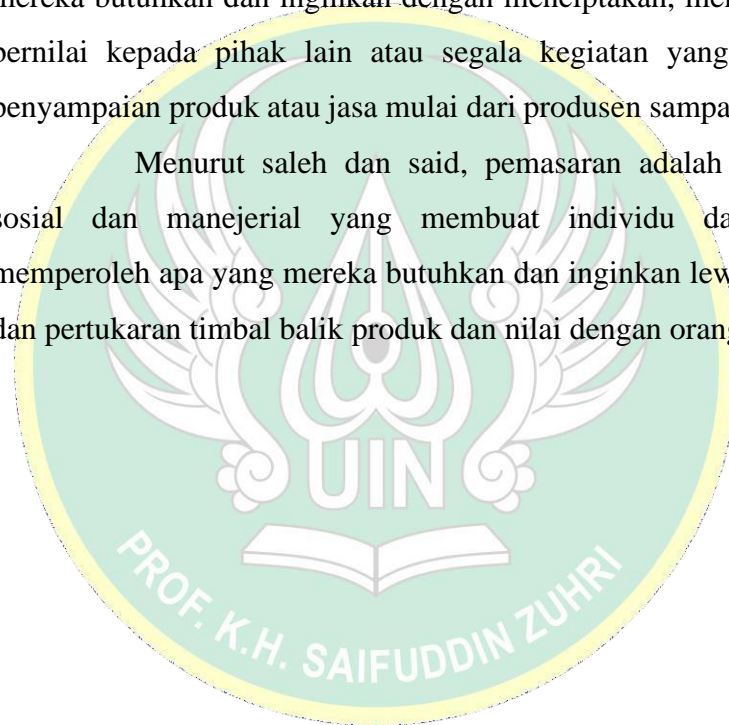 mereka butuhkan dan inginkan dengan menciptakan,
bernilai kepada pihak lain atau segala kegiatan yang
penyampaian produk atau jasa mulai dari produsen
Menurut saleh dan said, pemasaran adalah
sosial dan manejerial yang membuat individu
memperoleh apa yang mereka butuhkan dan inginkan
dan pertukaran timbal balik produk dan nilai dengan
UIN
PROF. K.H. SAIFUDDIN ZUHRI